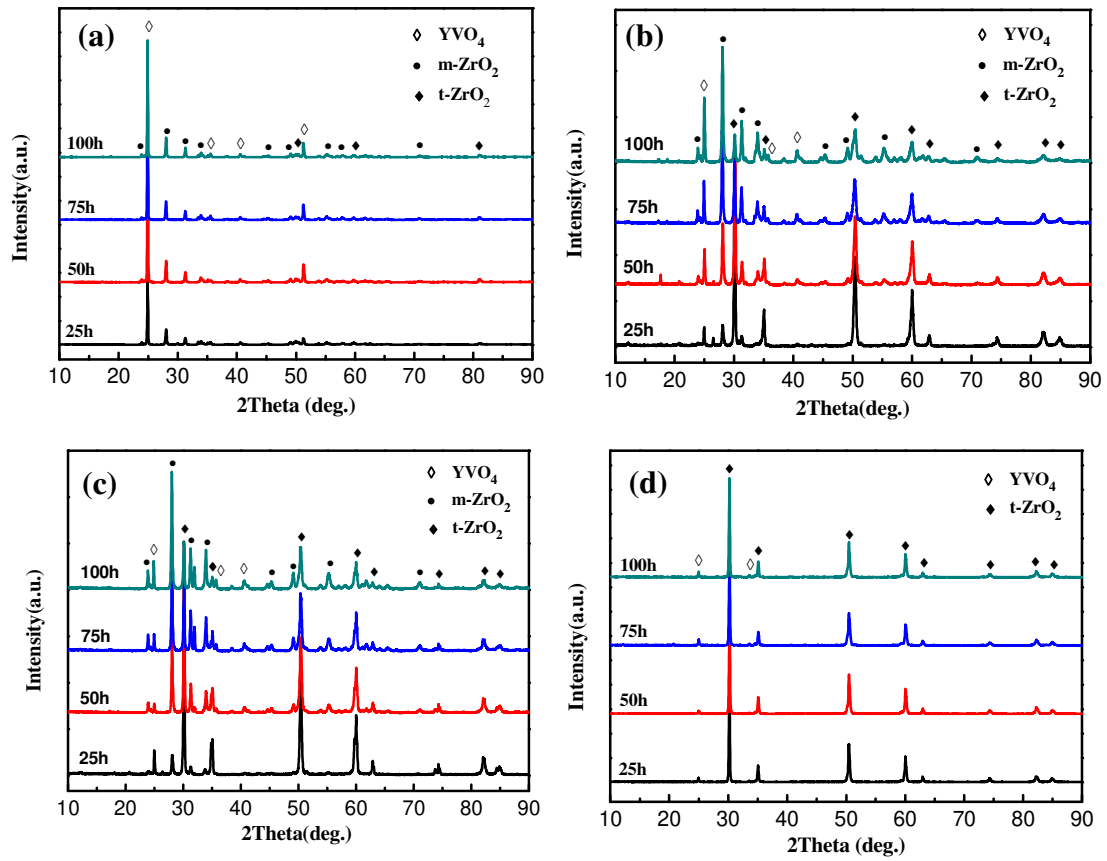 (a)
YVO4
m-ZrO2
t-ZrO2
100h
75h
50h
25h
Intensity(a.u.)
10 20 30 40 50 60 70 80 90
2Theta (deg.)
(b)
YVO4
m-ZrO2
t-ZrO2
100h
75h
50h
25h
Intensity(a.u.)
10 20 30 40 50 60 70 80 90
2Theta(deg.)
(c)
YVO4
m-ZrO2
t-ZrO2
100h
75h
50h
25h
Intensity(a.u.)
10 20 30 40 50 60 70 80 90
2Theta(deg.)
(d)
YVO4
t-ZrO2
100h
75h
50h
25h
Intensity(a.u.)
10 20 30 40 50 60 70 80 90
2Theta(deg.)